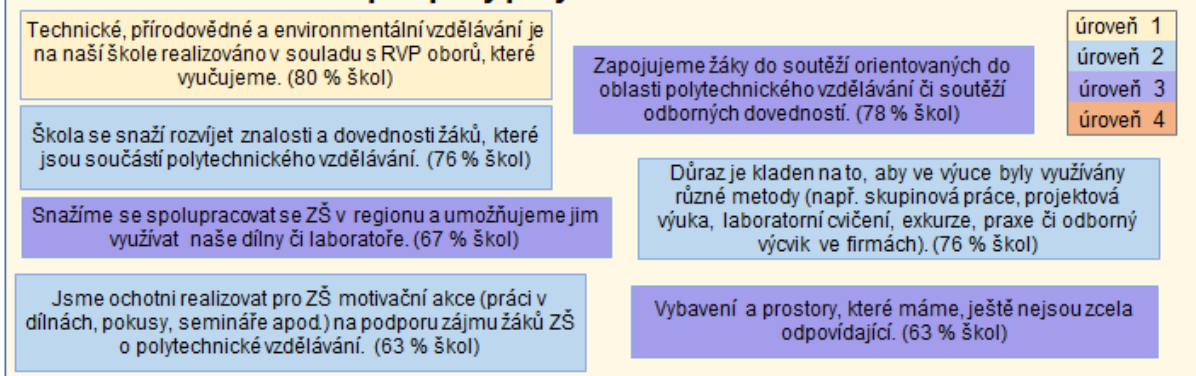 Technické, přírodovědné a environmentální vzdělávání je
na naší škole realizováno v souladu s RVP oborů, které
vyučujeme. (80 % škol)
Škola se snaží rozvíjet znalosti a dovednosti žáků, které
jsou součástí polytechnického vzdělávání. (76 % škol)
Snažíme se spolupracovat se ZŠ v regionu a umožňujeme jim
využívat naše dílny či laboratoře. (67 % škol)
Jsme ochotni realizovat pro ZŠ motivační akce (práci v
dílnách, pokusy, semináře apod.) na podporu zájmu žáků ZŠ
o polytechnické vzdělávání. (63 % škol)
Zapojujeme žáky do soutěží orientovaných do
oblasti polytechnického vzdělávání či soutěží
odborných dovedností. (78 % škol)
Důraz je kladen na to, aby ve výuce byly využívány
různé metody (např. skupinová práce, projektová
výuka, laboratorní cvičení, exkurze, praxe či odborný
výcvik ve firmách). (76 % škol)
Vybavení a prostory, které máme, ještě nejsou zcela
odpovídající. (63 % škol)
úroveň 1
úroveň 2
úroveň 3
úroveň 4